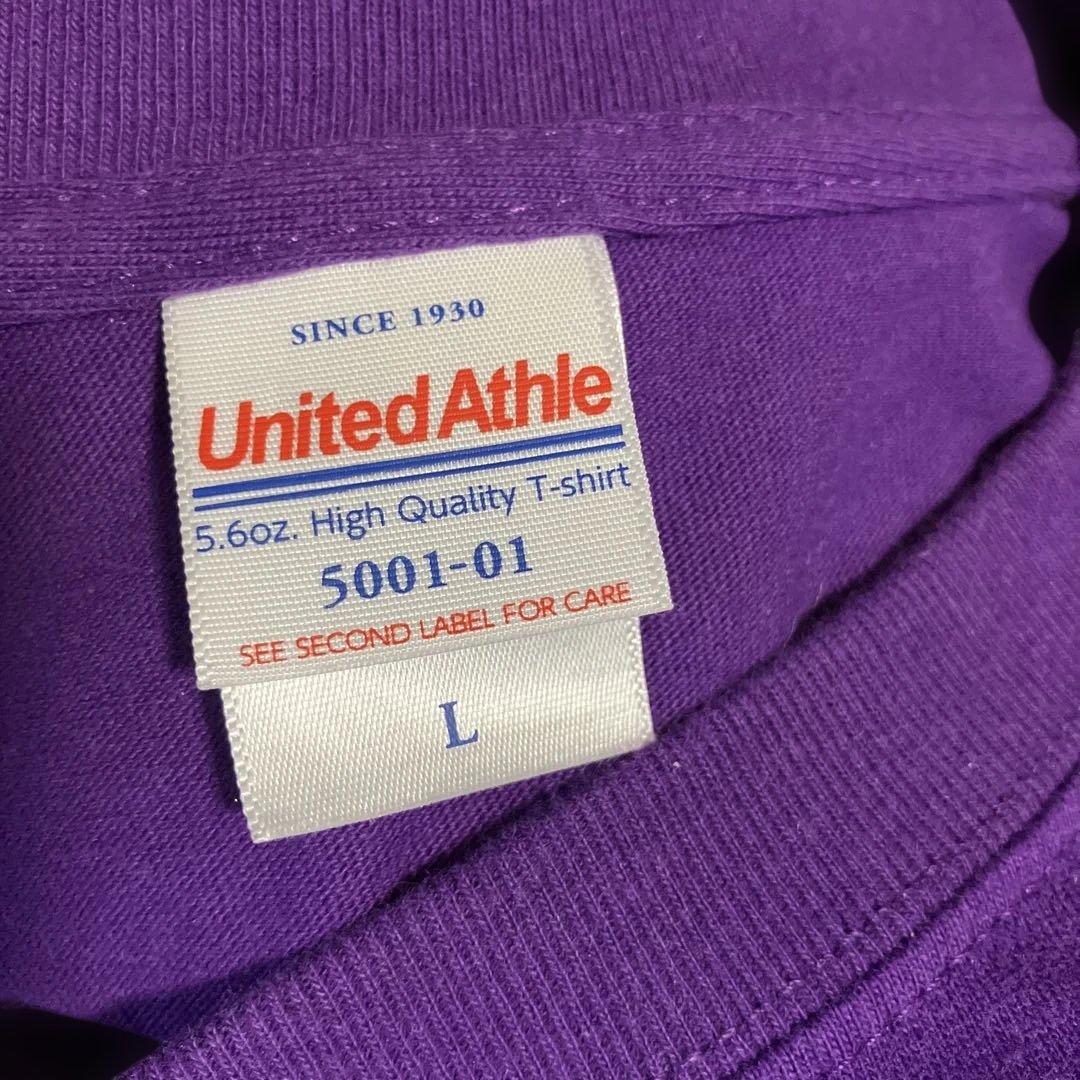 SINCE 1930
United Athle
5.6oz. High Quality T-shirt
5001-01
SEE SECOND LABEL FOR CARE
L